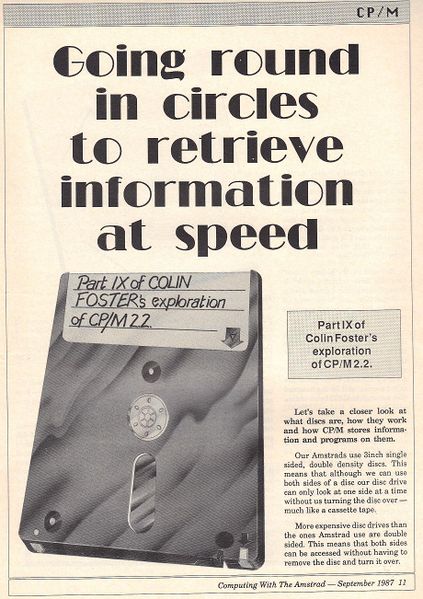 CP/M
Going round
in circles
to retrieve
information
at speed
Part IX of COLIN
FOSTER's exploration
of CP/M 2.2.
Part IX of
Colin Foster's
exploration
of CP/M 2.2.
Let's take a closer look at
what discs are, how they work
and how CP/M stores informa-
tion and programs on them.
Our Amstrads use 3inch single
sided, double density discs. This
means that although we can use
both sides of a disc our disc drive
can only look at one side at a time
without us turning the disc over —
much like a cassette tape.
More expensive disc drives than
the ones Amstrad use are double
sided. This means that both sides
can be accessed without having to
remove the disc and turn it over.
Computing With The Amstrad — September 1987 11